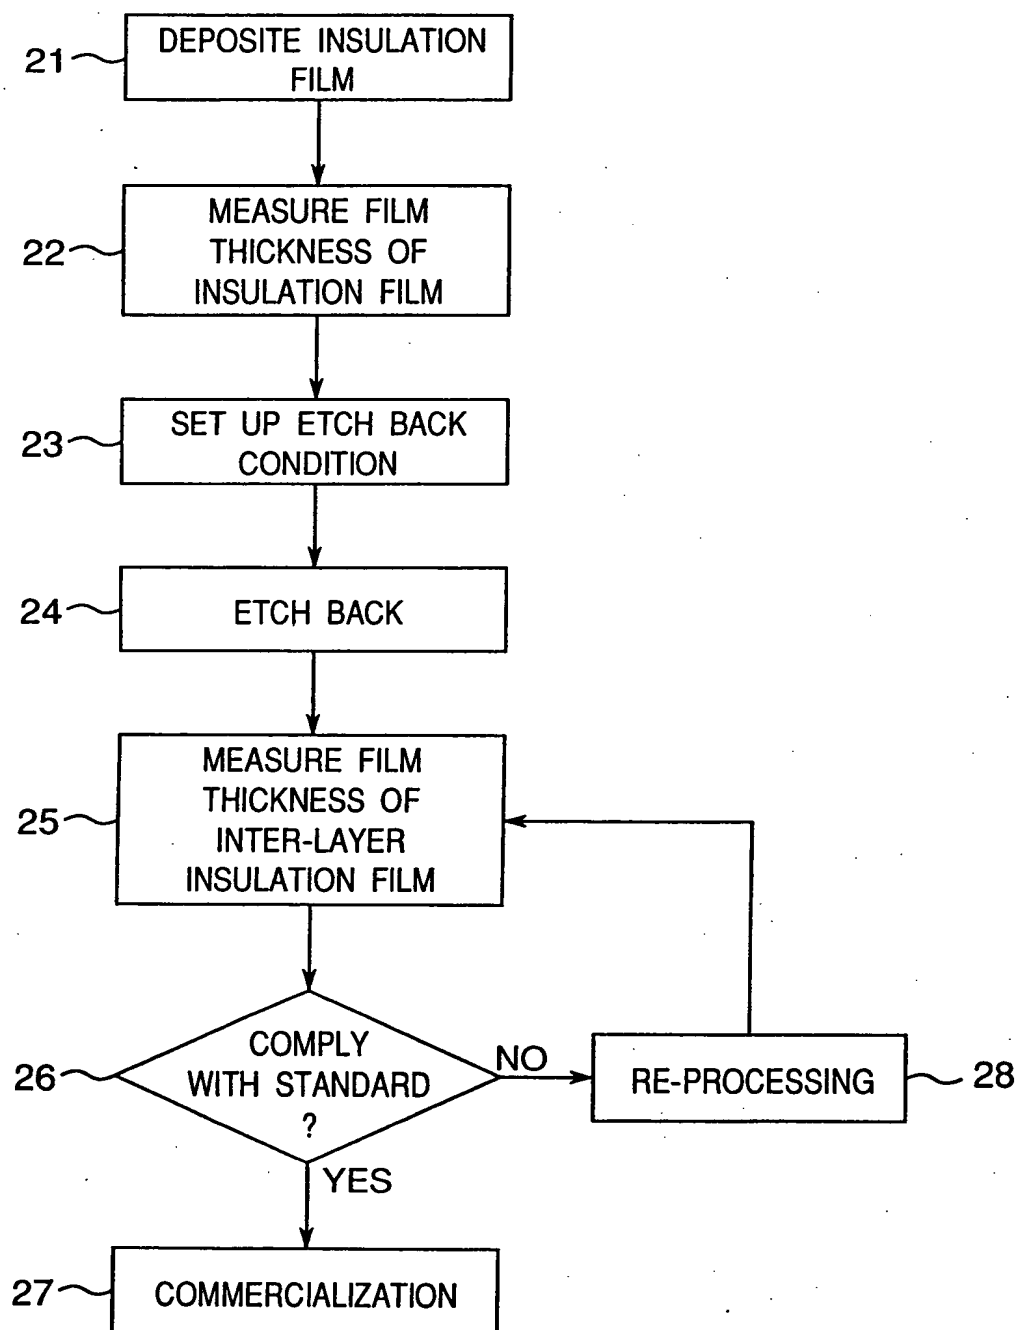 21
DEPOSITE INSULATION
FILM
22
MEASURE FILM
THICKNESS OF
INSULATION FILM
23
SET UP ETCH BACK
CONDITION
24
ETCH BACK
25
MEASURE FILM
THICKNESS OF
INTER-LAYER
INSULATION FILM
26
COMPLY
WITH STANDARD
?
NO
RE-PROCESSING
28
YES
27
COMMERCIALIZATION